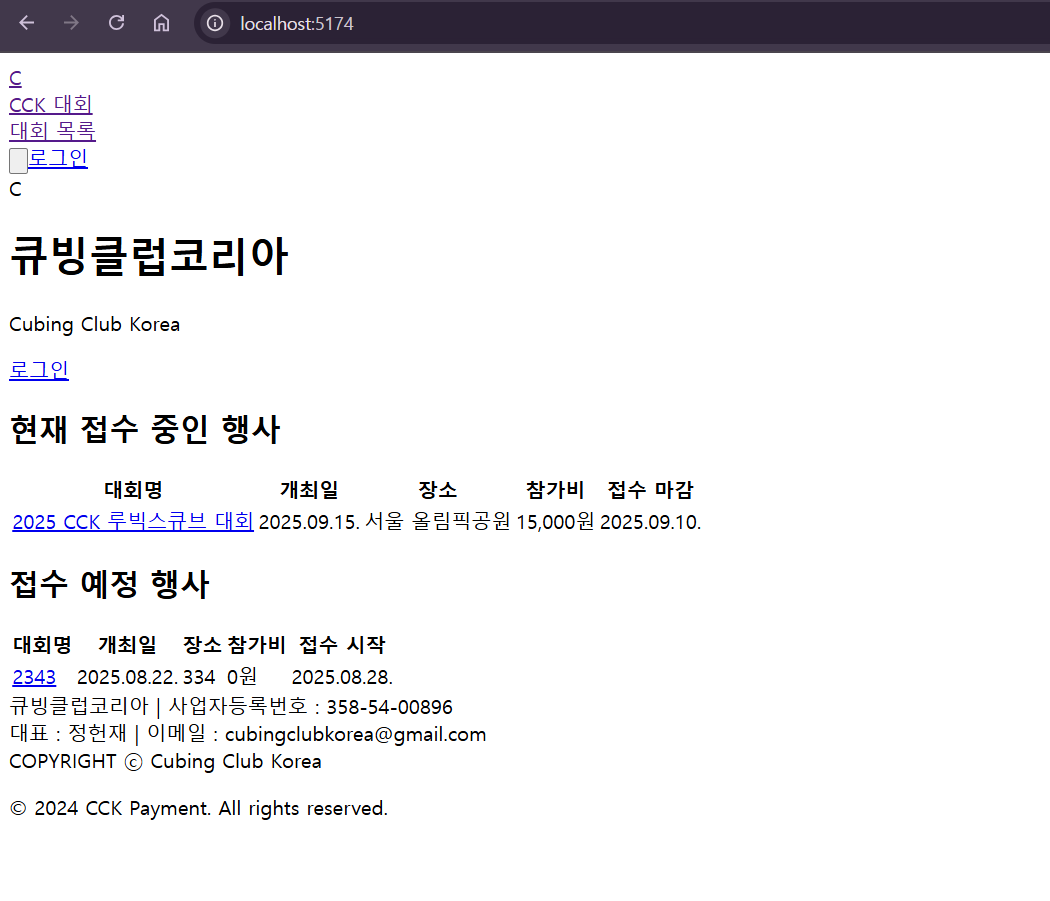 localhost:5174
C
CCK 대회
대회 목록
로그인
C
큐빙클럽코리아
Cubing Club Korea
로그인
현재 접수 중인 행사
대회명 개최일 장소 참가비 접수 마감
2025 CCK 루빅스큐브 대회 2025.09.15. 서울 올림픽공원 15,000원 2025.09.10.
접수 예정 행사
대회명 개최일 장소 참가비 접수 시작
2343 2025.08.22. 334 0원 2025.08.28.
큐빙클럽코리아 | 사업자등록번호 : 358-54-00896
대표 : 정헌재 | 이메일 : cubingclubkorea@gmail.com
COPYRIGHT ⓒ Cubing Club Korea
© 2024 CCK Payment. All rights reserved.